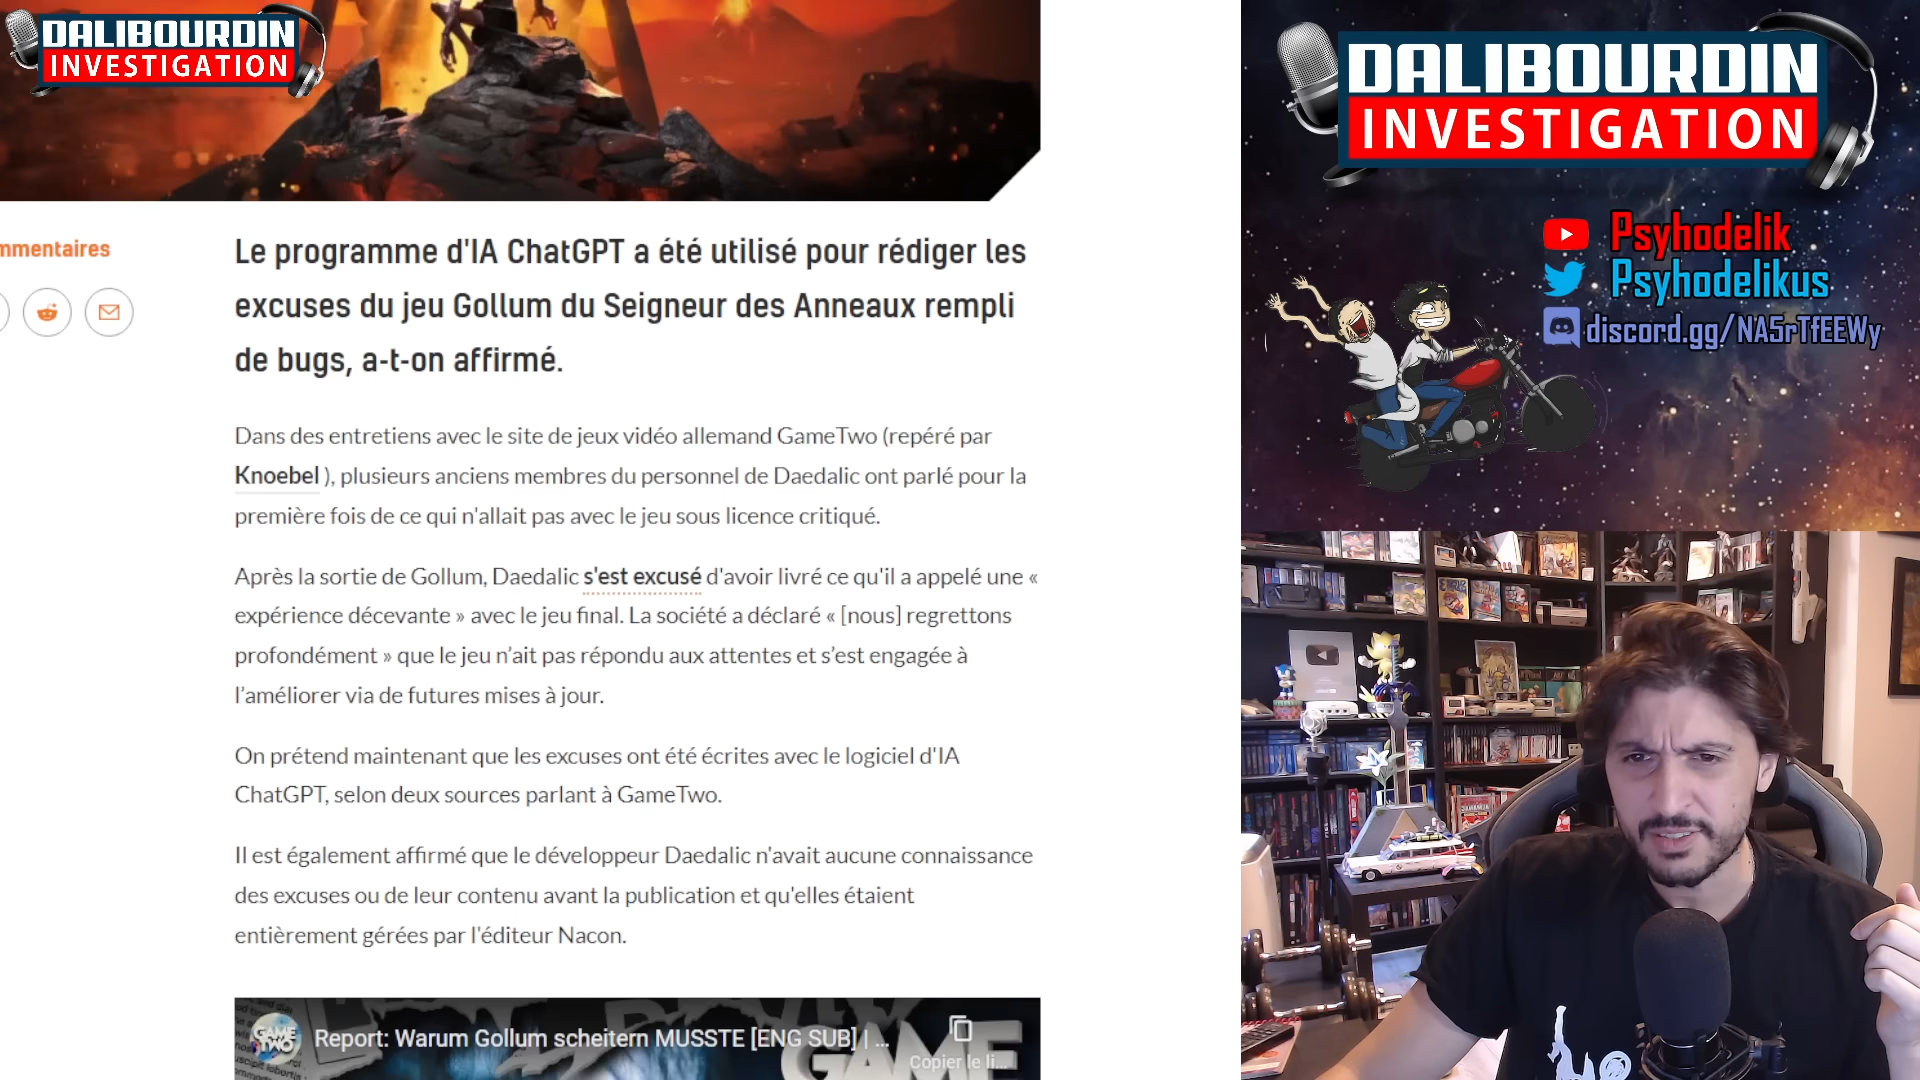 DALIBOURDIN
INVESTIGATION
mmentaires
Le programme d'IA ChatGPT a été utilisé pour rédiger les
excuses du jeu Gollum du Seigneur des Anneaux rempli
de bugs, a-t-on affirmé.
Dans des entretiens avec le site de jeux vidéo allemand GameTwo (repéré par
Knoebel ), plusieurs anciens membres du personnel de Daedalic ont parlé pour la
première fois de ce qui n'allait pas avec le jeu sous licence critiqué.
Après la sortie de Gollum, Daedalic s'est excusé d'avoir livré ce qu'il a appelé une «
expérience décevante » avec le jeu final. La société a déclaré « [nous] regrettons
profondément » que le jeu n’ait pas répondu aux attentes et s’est engagée à
l’améliorer via de futures mises à jour.
On prétend maintenant que les excuses ont été écrites avec le logiciel d'IA
ChatGPT, selon deux sources parlant à GameTwo.
Il est également affirmé que le développeur Daedalic n'avait aucune connaissance
des excuses ou de leur contenu avant la publication et qu'elles étaient
entièrement gérées par l'éditeur Nacon.
GAME
TWO
Report: Warum Gollum scheitern MUSSTE [ENG SUB] | ...
Copier le li...
GAME
DALIBOURDIN
INVESTIGATION
Psyhodelik
Psyhodelikus
discord.gg/NA5rTfEEWy